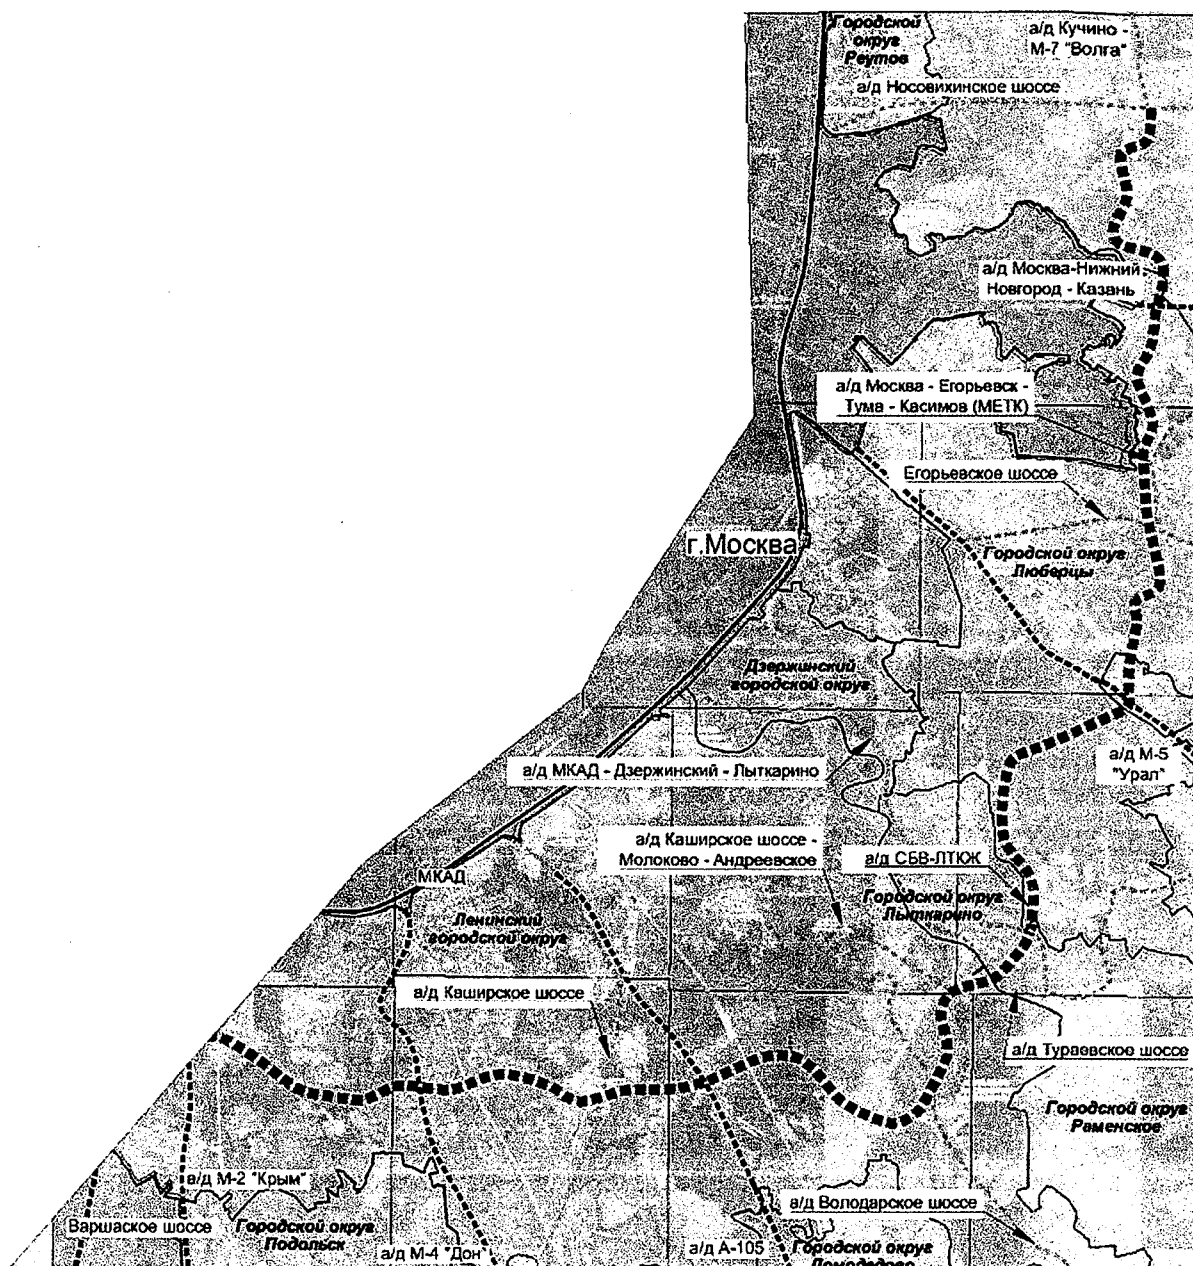 Городской
округ
Реутов
а/д Кучино -
М-7 "Волга"
а/д Носовихинское шоссе
а/д Москва-Нижний
Новгород - Казань
а/д Москва - Егорьевск -
Тума - Касимов (МЕТК)
Егорьевское шоссе
г.Москва
Городской округ
Люберцы
Дзержинский
городской округ
а/д МКАД - Дзержинский - Лыткарино
а/д М-5
"Урал"
а/д Каширское шоссе -
Молоково - Андреевское
а/д СБВ-ЛТКЖ
МКАД
Городской округ
Лыткарино
Ленинский
городской округ
а/д Каширское шоссе
а/д Тураевское шоссе
Городской округ
Раменское
а/д М-2 "Крым"
а/д Володарское шоссе
Варшаское шоссе
Городской округ
Подольск
а/д М-4 "Дон"
а/д А-105
Городской округ
Домодедово